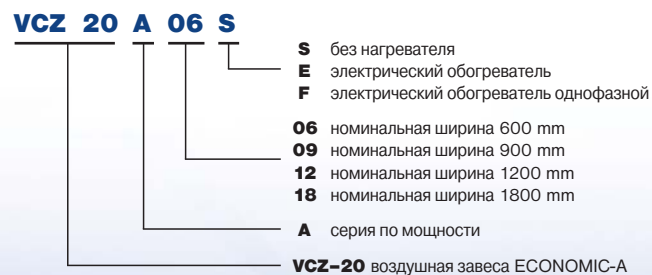 VCZ 20 A 06 S
S без нагревателя
E электрический обогреватель
F электрический обогреватель однофазной
06 номинальная ширина 600 mm
09 номинальная ширина 900 mm
12 номинальная ширина 1200 mm
18 номинальная ширина 1800 mm
A серия по мощности
VCZ–20 воздушная завеса ECONOMIC-A